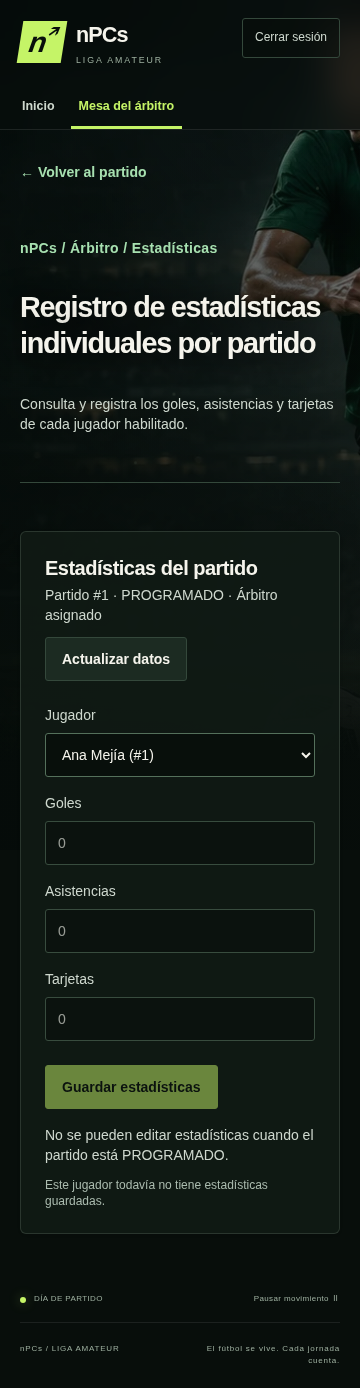 n
nPCs
LIGA AMATEUR
Cerrar sesión
Inicio
Mesa del árbitro
← Volver al partido
nPCs / Árbitro / Estadísticas
Registro de estadísticas
individuales por partido
Consulta y registra los goles, asistencias y tarjetas
de cada jugador habilitado.
Estadísticas del partido
Partido #1 · PROGRAMADO · Árbitro
asignado
Actualizar datos
Jugador
Ana Mejía (#1)
Goles
0
Asistencias
0
Tarjetas
0
Guardar estadísticas
No se pueden editar estadísticas cuando el
partido está PROGRAMADO.
Este jugador todavía no tiene estadísticas
guardadas.
DÍA DE PARTIDO
Pausar movimiento II
nPCs / LIGA AMATEUR
El fútbol se vive. Cada jornada
cuenta.